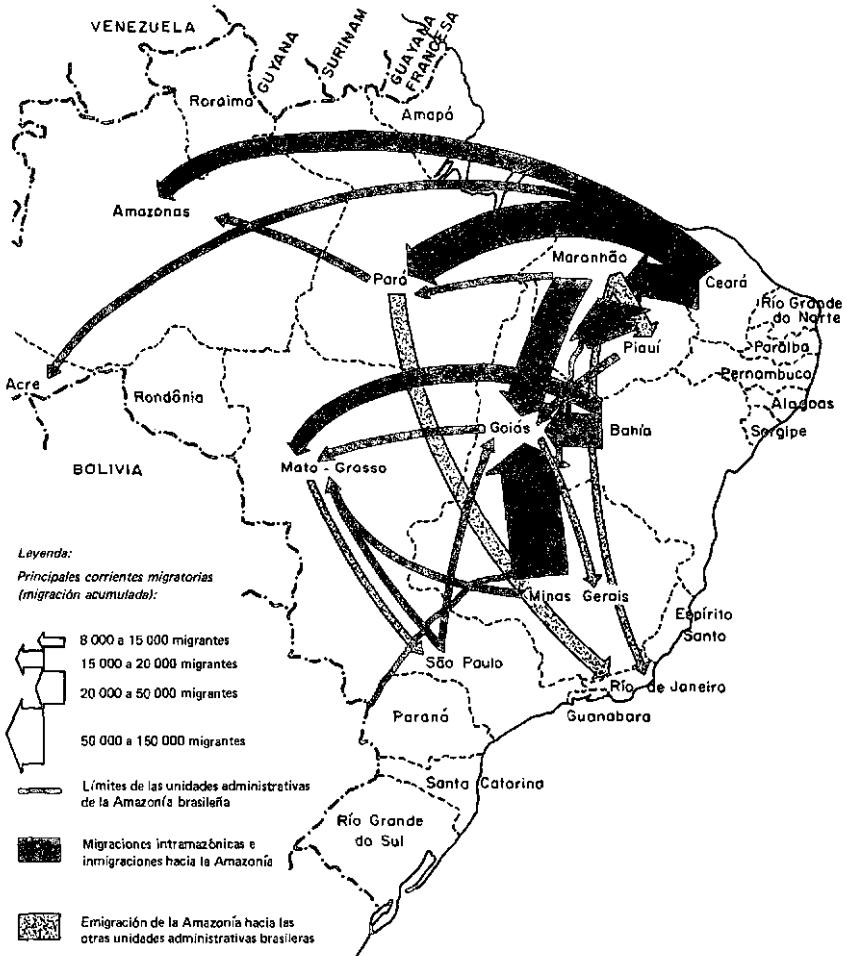 VENEZUELA
GUYANA
SURINAM
GUAYANA
FRANCESA
Roraima
Amapá
Amazonas
Pará
Maranhão
Ceará
Río Grande
do Norte
Piauí
Paraíba
Pernambuco
Acre
Rondônia
Alagoas
Goiás
Bahía
Sergipe
BOLIVIA
Mato - Grosso
Minas Gerais
Espírito
Santo
São Paulo
Río de Janeiro
Guanabara
Paraná
Santa Catarina
Río Grande
do Sul
Leyenda:
Principales corrientes migratorias
(migración acumulada):
8 000 a 15 000 migrantes
15 000 a 20 000 migrantes
20 000 a 50 000 migrantes
50 000 a 150 000 migrantes
Límites de las unidades administrativas
de la Amazonía brasileña
Migraciones intramazónicas e
inmigraciones hacia la Amazonía
Emigración de la Amazonía hacia las
otras unidades administrativas brasileras